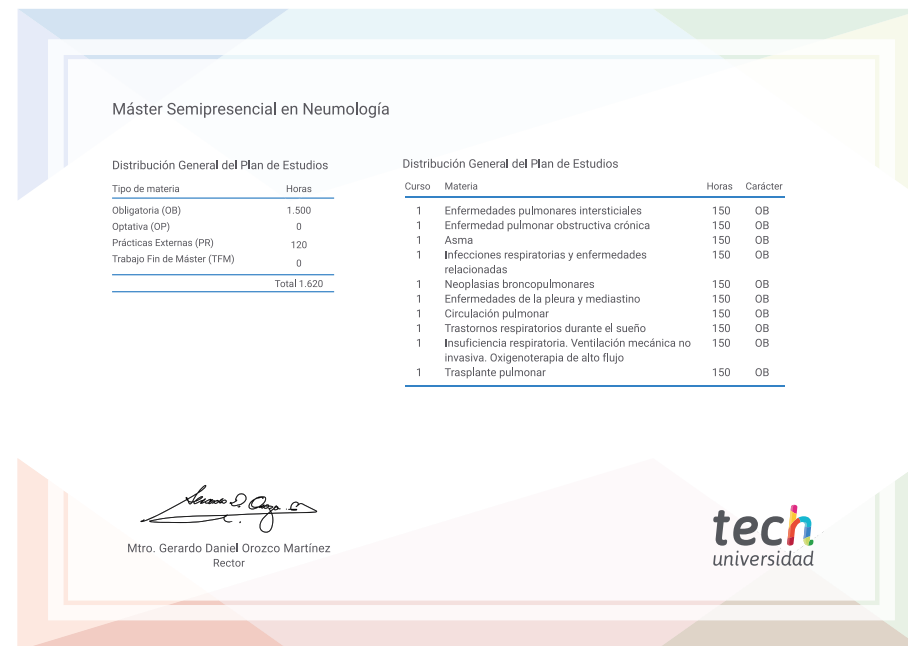 Máster Semipresencial en Neumología
Distribución General del Plan de Estudios
Tipo de materia Horas
Obligatoria (OB) 1.500
Optativa (OP) 0
Prácticas Externas (PR) 120
Trabajo Fin de Máster (TFM) 0
Total 1.620
Distribución General del Plan de Estudios
Curso Materia Horas Carácter
1 Enfermedades pulmonares intersticiales 150 OB
1 Enfermedad pulmonar obstructiva crónica 150 OB
1 Asma 150 OB
1 Infecciones respiratorias y enfermedades 150 OB
relacionadas
1 Neoplasias broncopulmonares 150 OB
1 Enfermedades de la pleura y mediastino 150 OB
1 Circulación pulmonar 150 OB
1 Trastornos respiratorios durante el sueño 150 OB
1 Insuficiencia respiratoria. Ventilación mecánica no 150 OB
invasiva. Oxigenoterapia de alto flujo
1 Trasplante pulmonar 150 OB
Mtro. Gerardo Daniel Orozco Martínez
Rector
tech
universidad